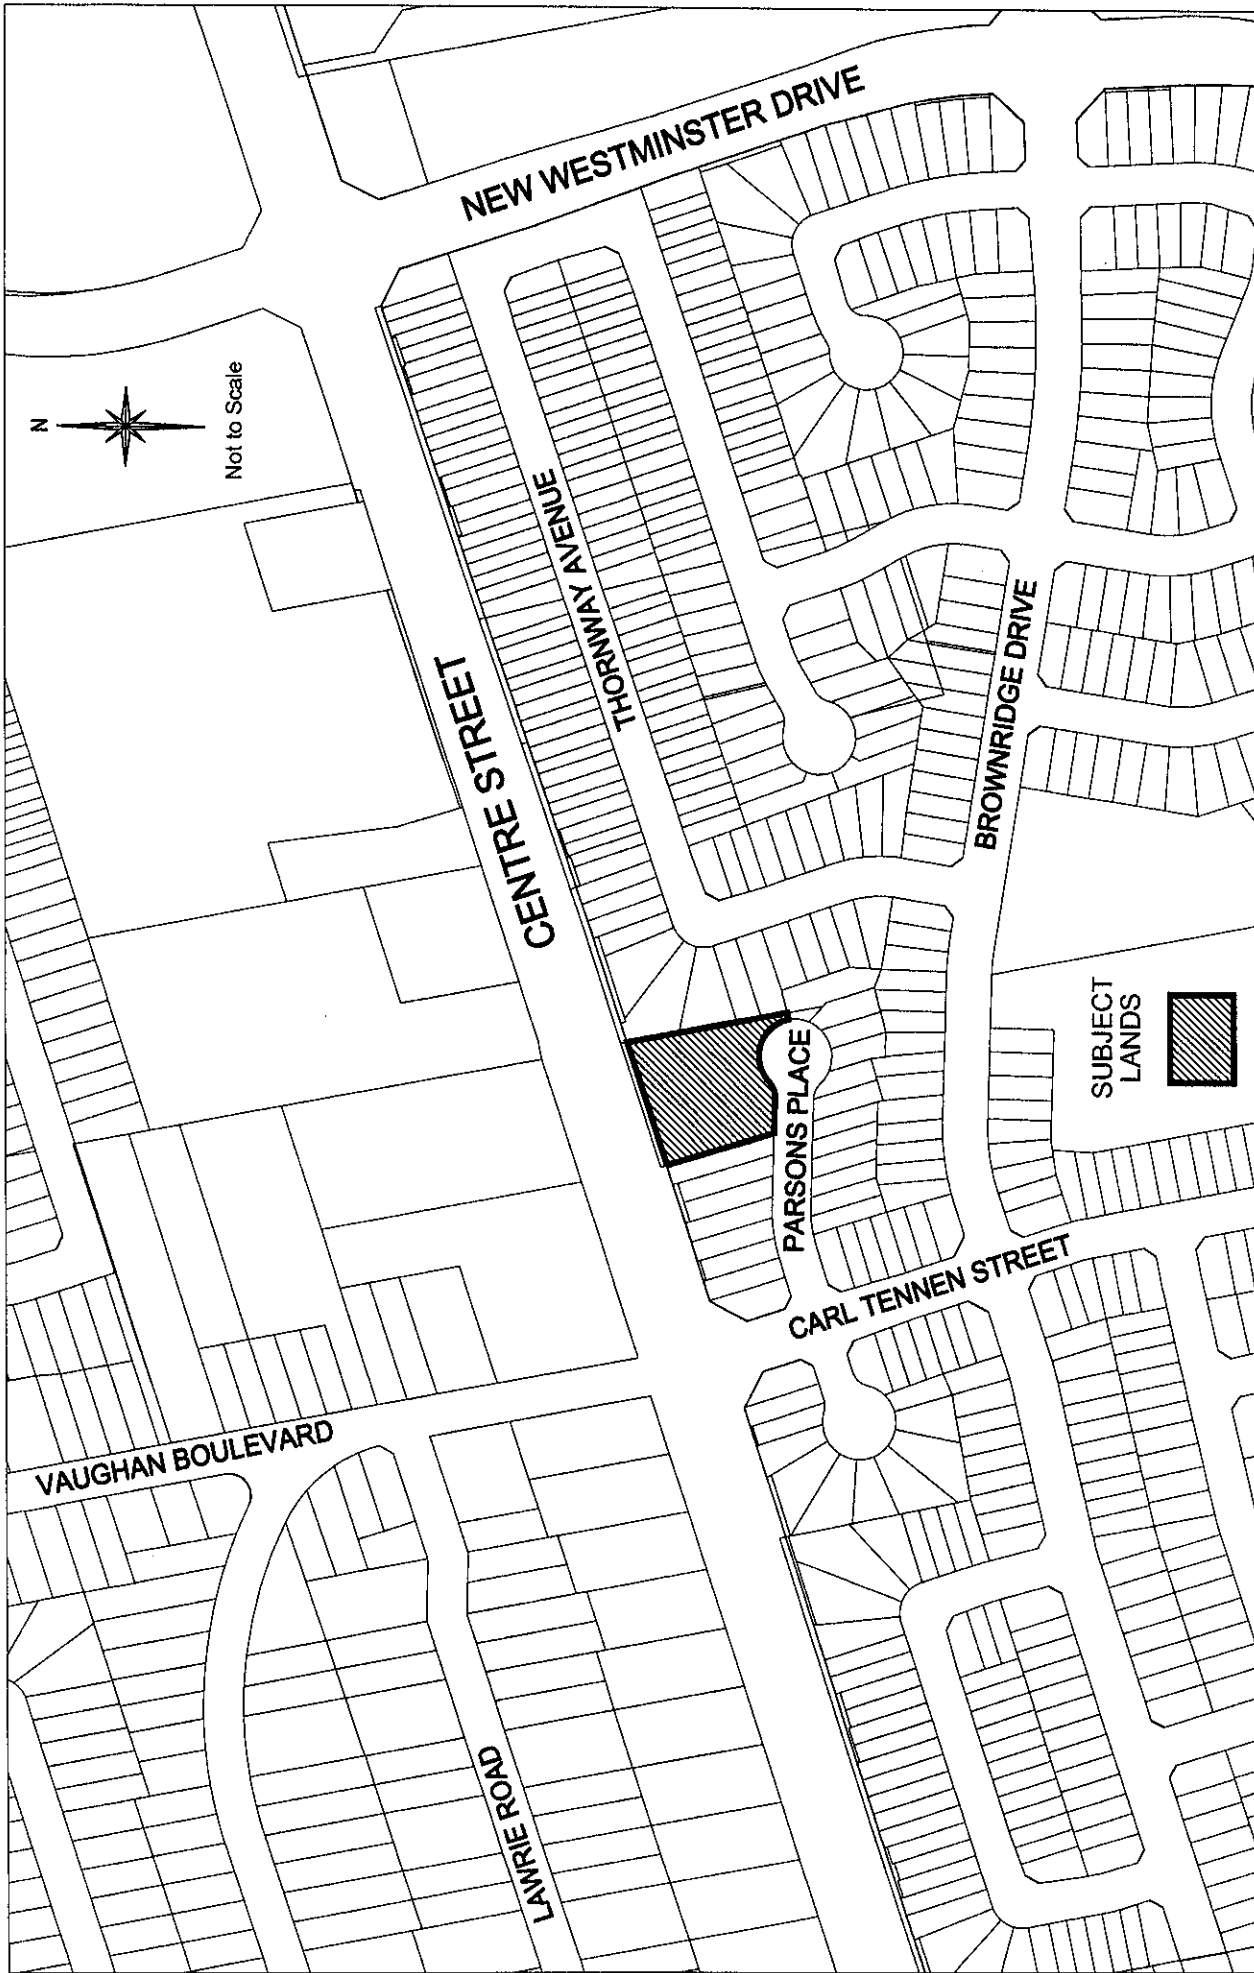 NEW WESTMINSTER DRIVE
N
Not to Scale
THORNWAY AVENUE
CENTRE STREET
BROWNRIDGE DRIVE
SUBJECT
LANDS
PARSONS PLACE
CARL TENNEN STREET
VAUGHAN BOULEVARD
LAWRIE ROAD